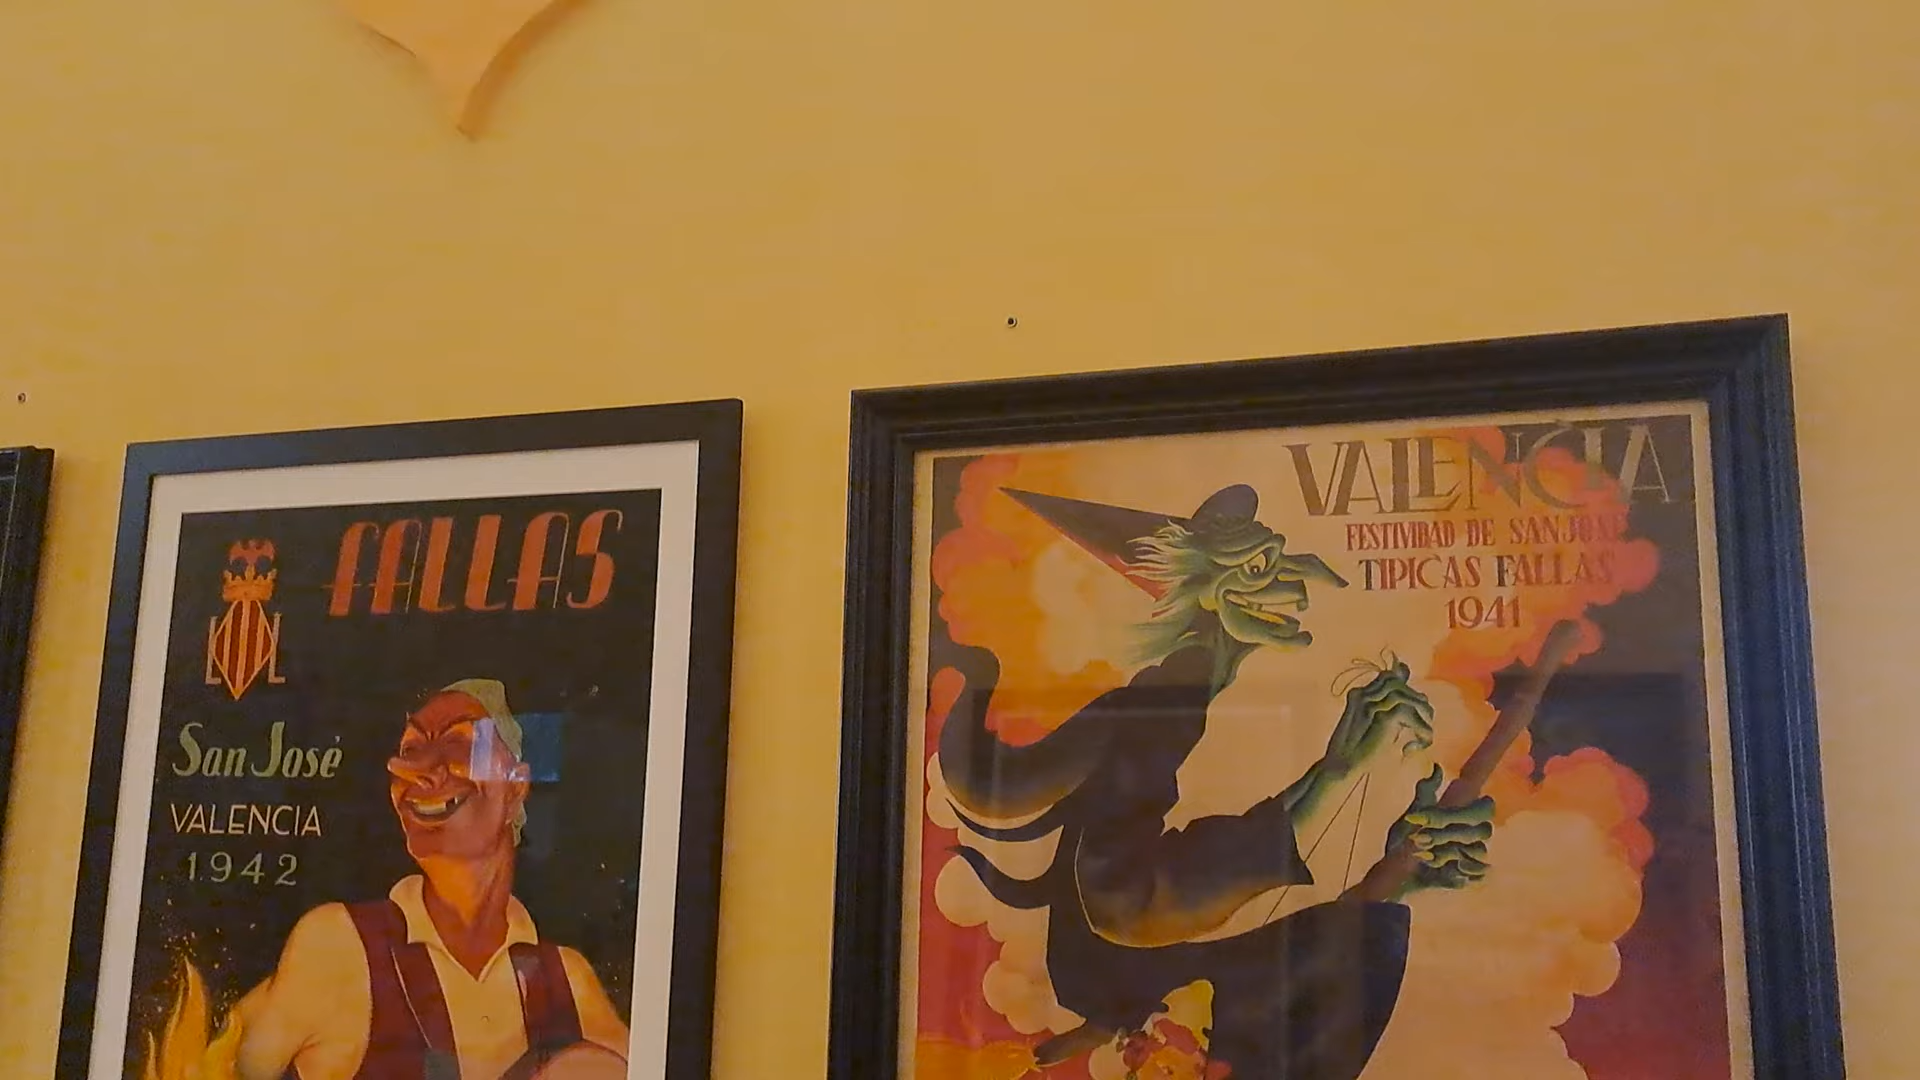 FALLAS
L L
San José
VALENCIA
1942
VALENCIA
FESTIVIDAD DE SAN JOSE
TIPICAS FALLAS
1941